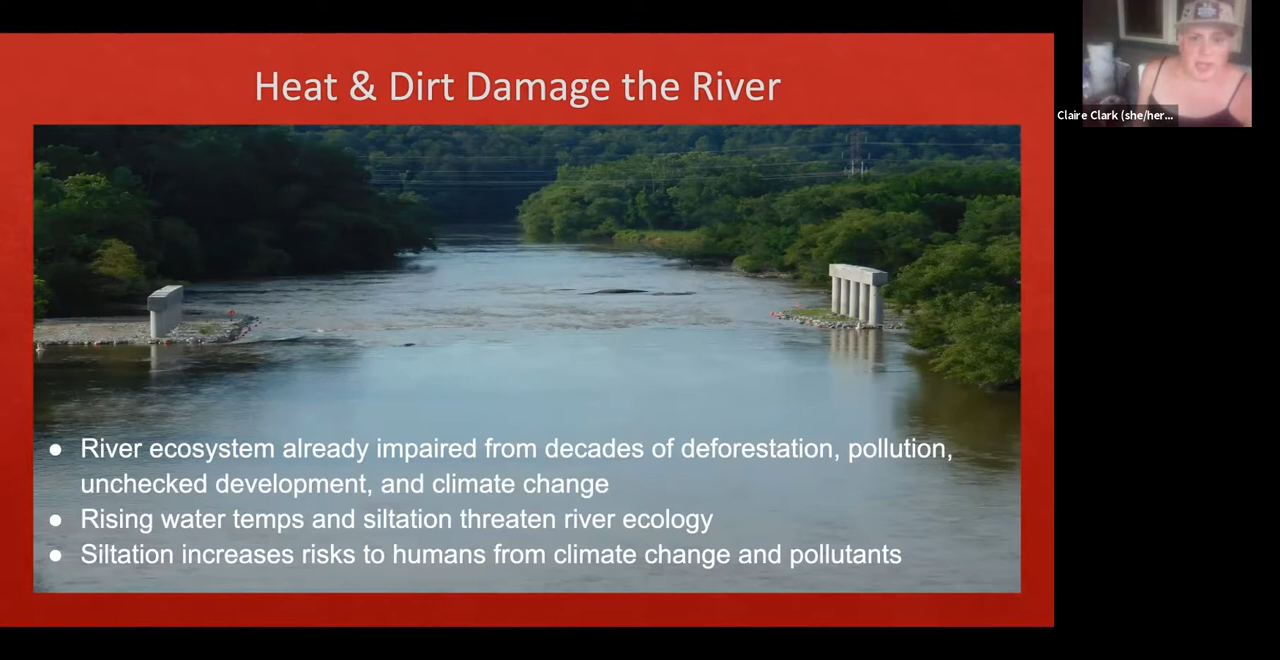 Heat & Dirt Damage the River
Claire Clark (she/her...
● River ecosystem already impaired from decades of deforestation, pollution,
unchecked development, and climate change
● Rising water temps and siltation threaten river ecology
● Siltation increases risks to humans from climate change and pollutants